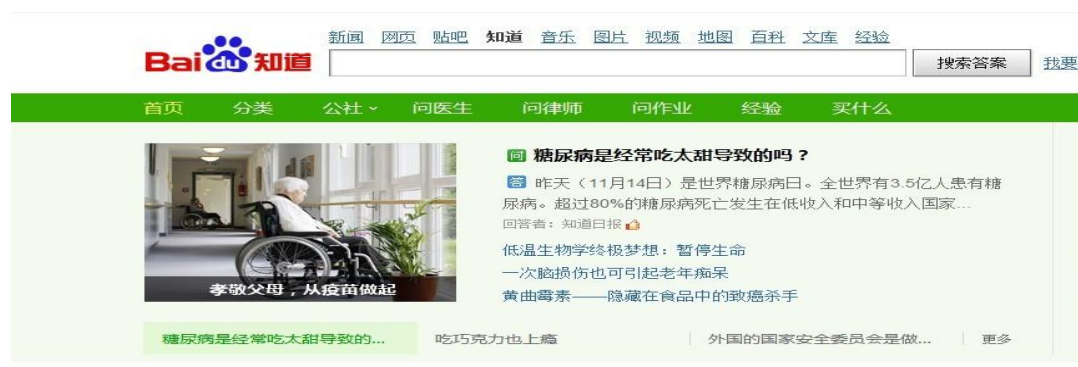 新闻 网页 贴吧 知道 音乐 图片 视频 地图 百科 文库 经验
Bai du 知道
搜索答案 我要
首页 分类 公社 问医生 问律师 问作业 经验 买什么
问 糖尿病是经常吃太甜导致的吗？
答 昨天（11月14日）是世界糖尿病日。全世界有3.5亿人患有糖
尿病。超过80%的糖尿病死亡发生在低收入和中等收入国家...
回答者：知道日报
低温生物学终极梦想：暂停生命
一次脑损伤也可引起老年痴呆
黄曲霉素——隐藏在食品中的致癌杀手
孝敬父母，从疫苗做起
糖尿病是经常吃太甜导致的... 吃巧克力也上瘾 外国的国家安全委员会是做... 更多